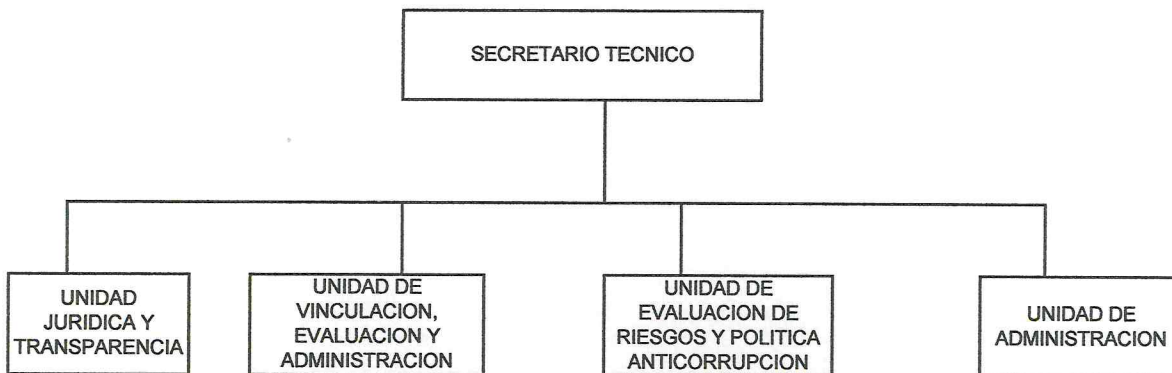 SECRETARIO TECNICO
UNIDAD
JURIDICA Y
TRANSPARENCIA
UNIDAD DE
VINCULACION,
EVALUACION Y
ADMINISTRACION
UNIDAD DE
EVALUACION DE
RIESGOS Y POLITICA
ANTICORRUPCION
UNIDAD DE
ADMINISTRACION